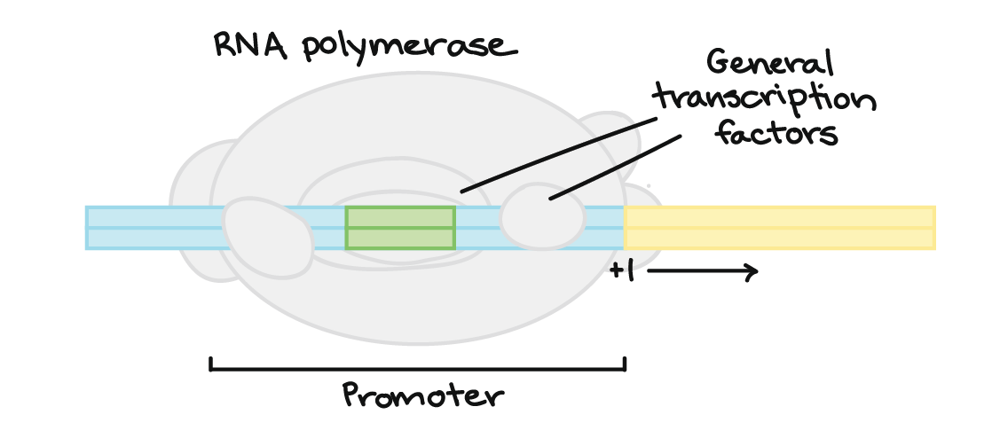 RNA polymerase
General
transcription
factors
+1
Promoter